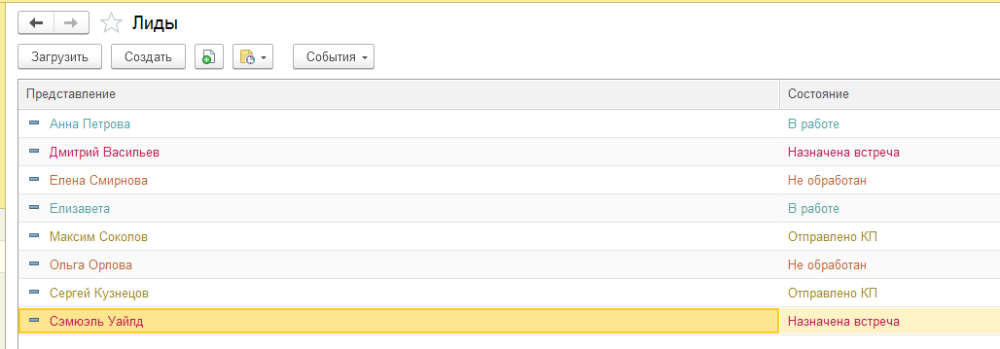 Лиды
Загрузить Создать События
Представление Состояние
Анна Петрова В работе
Дмитрий Васильев Назначена встреча
Елена Смирнова Не обработан
Елизавета В работе
Максим Соколов Отправлено КП
Ольга Орлова Не обработан
Сергей Кузнецов Отправлено КП
Сэмюэль Уайлд Назначена встреча